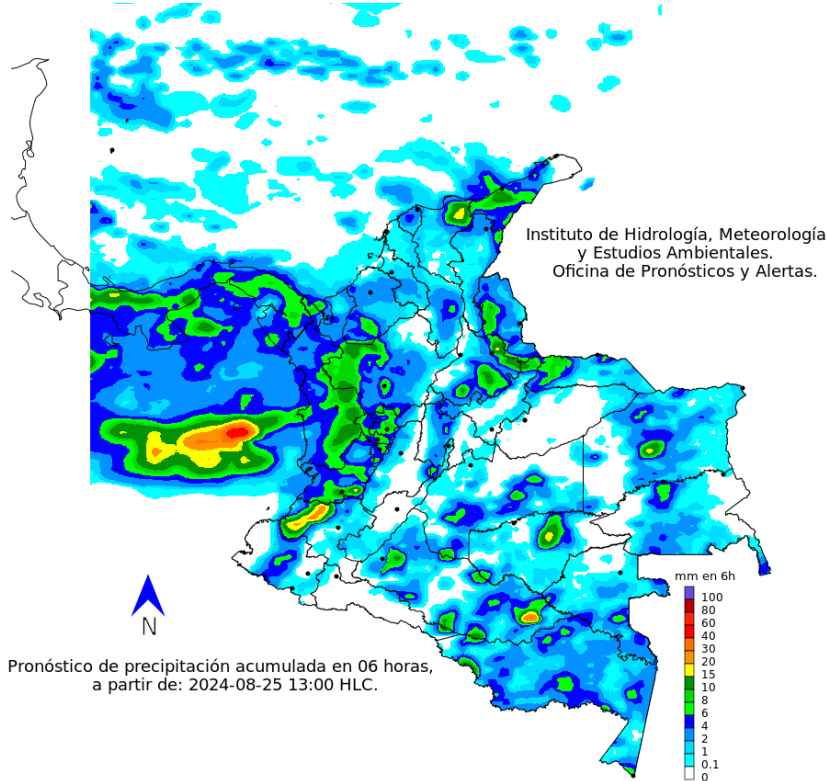 Instituto de Hidrología, Meteorología
y Estudios Ambientales.
Oficina de Pronósticos y Alertas.
mm en 6h
100
80
60
40
30
20
15
10
8
6
4
2
1
0.1
0
N
Pronóstico de precipitación acumulada en 06 horas,
a partir de: 2024-08-25 13:00 HLC.